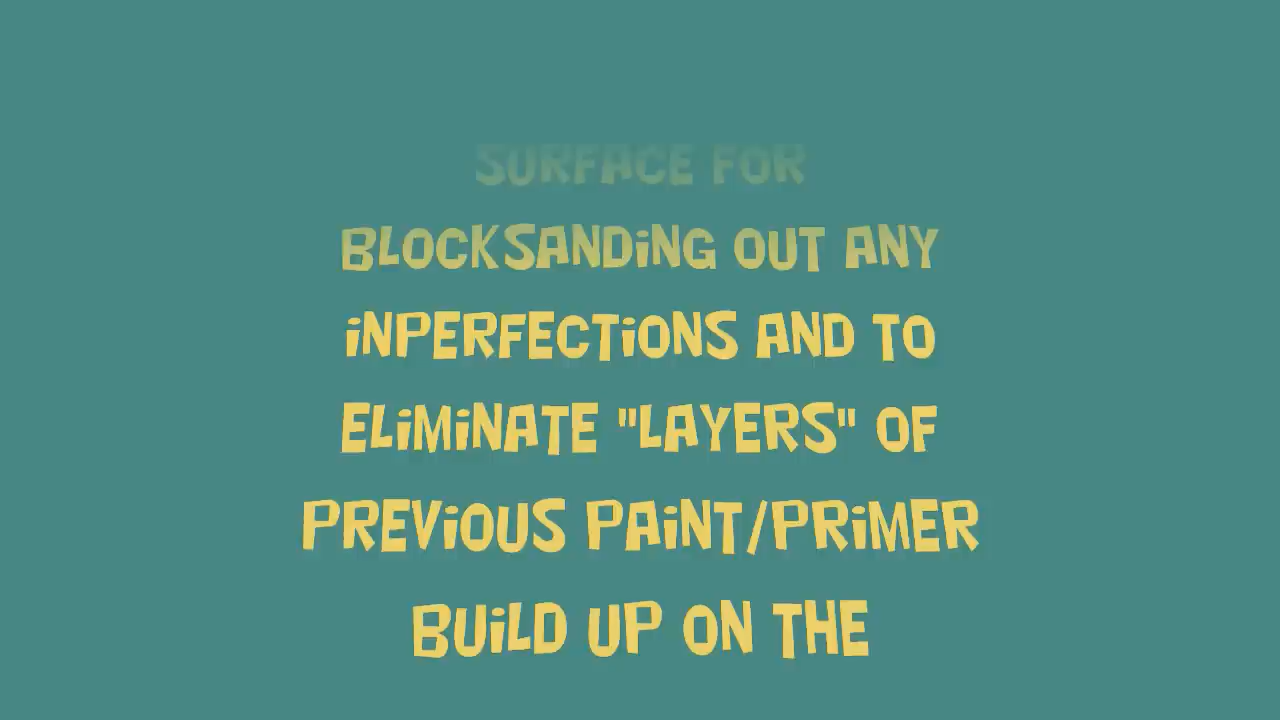 SURFACE FOR
BLOCKSANDiNG OUT ANY
iNPERFECTiONS AND TO
ELiMiNATE "LAYERS" OF
PREViOUS PAiNT/PRiMER
BUiLD UP ON THE